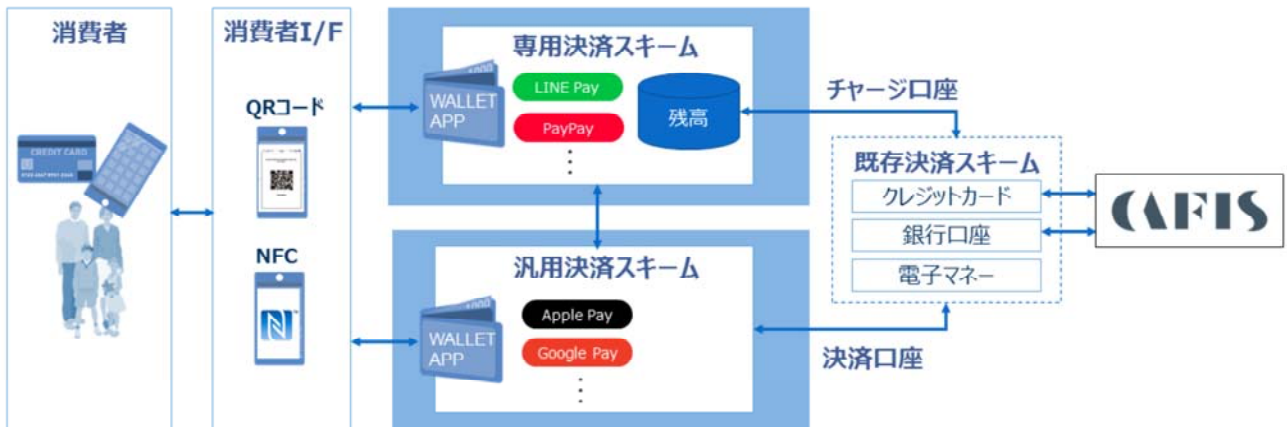 消費者
CREDIT CARD
消費者I/F
QRコード
NFC
専用決済スキーム
WALLET
APP
LINE Pay
PayPay
残高
汎用決済スキーム
WALLET
APP
Apple Pay
Google Pay
チャージ口座
既存決済スキーム
クレジットカード
銀行口座
電子マネー
決済口座
CAFIS